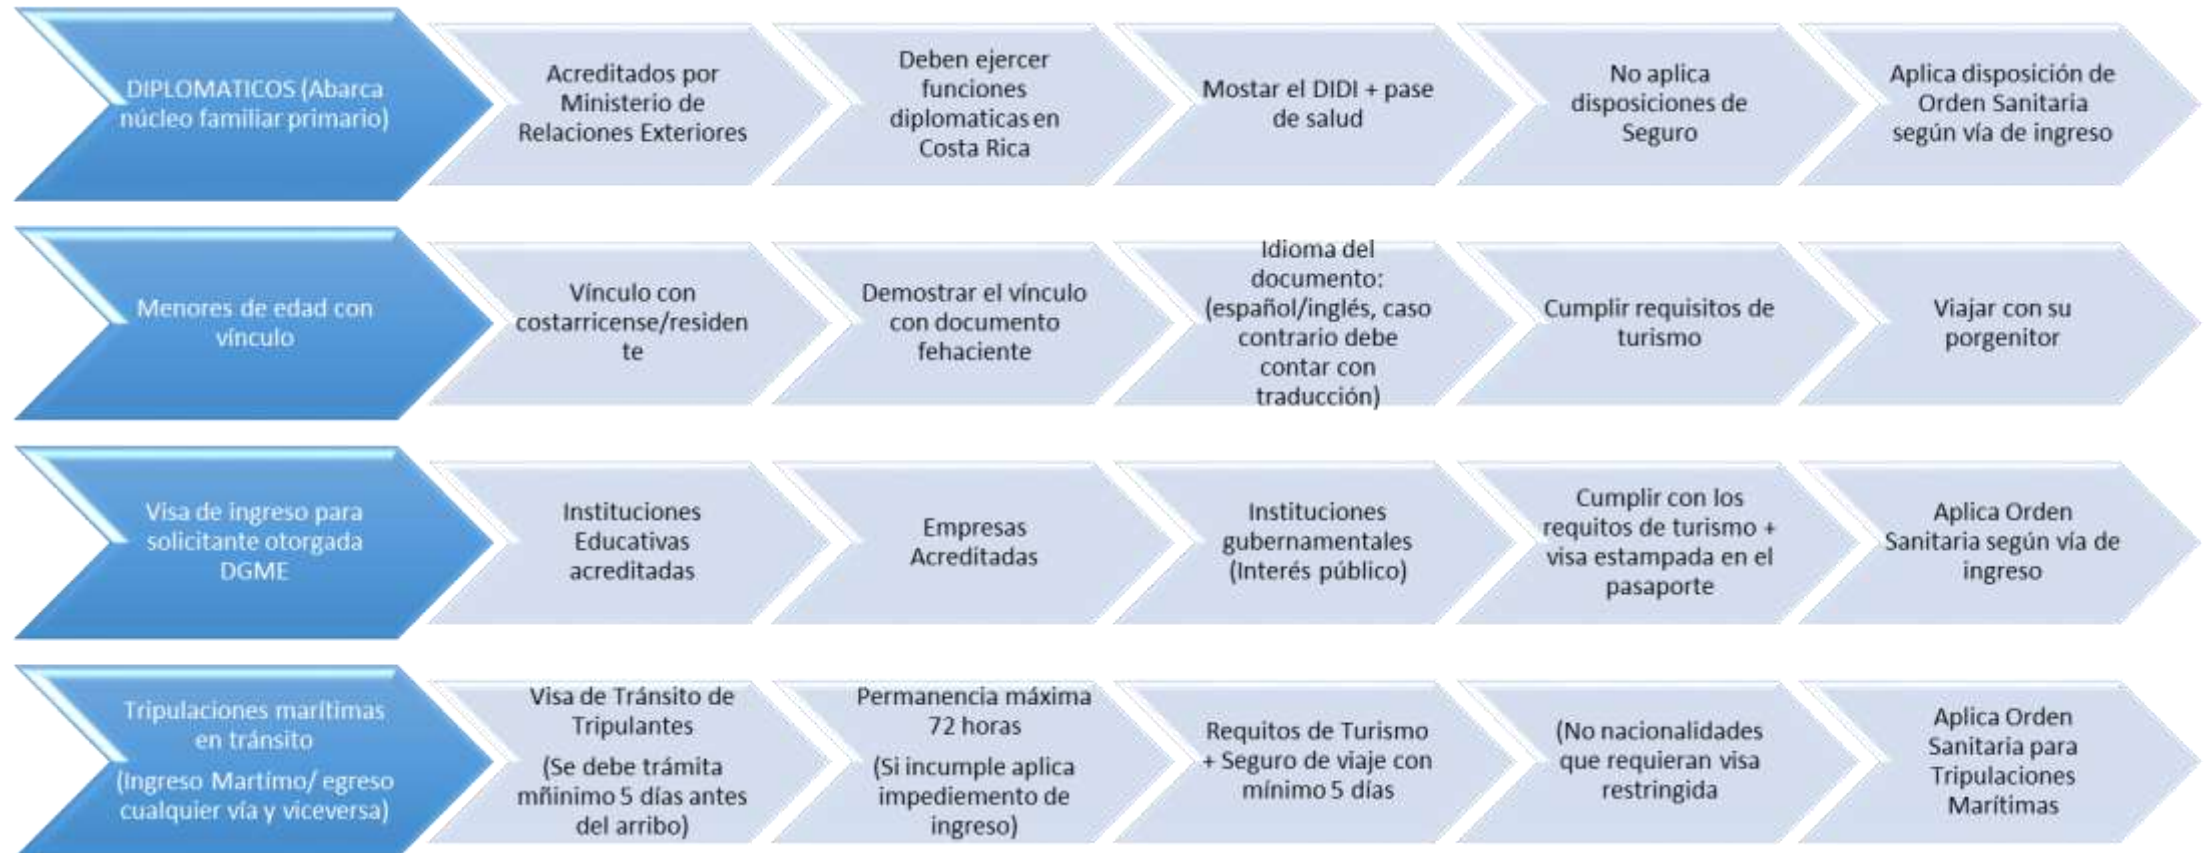 DIPLOMATICOS (Abarca
núcleo familiar primario)
Acreditados por
Ministerio de
Relaciones Exteriores
Deben ejercer
funciones
diplomaticas en
Costa Rica
Mostar el DIDI + pase
de salud
No aplica
disposiciones de
Seguro
Aplica disposición de
Orden Sanitaria
según vía de ingreso
Menores de edad con
vínculo
Vínculo con
costarricense/residen
te
Demostrar el vínculo
con documento
fehaciente
Idioma del
documento:
(español/inglés, caso
contrario debe
contar con
traducción)
Cumplir requisitos de
turismo
Viajar con su
porgenitor
Visa de ingreso para
solicitante otorgada
DGME
Instituciones
Educativas
acreditadas
Empresas
Acreditadas
Instituciones
gubernamentales
(Interés público)
Cumplir con los
requitos de turismo +
visa estampada en el
pasaporte
Aplica Orden
Sanitaria según vía de
ingreso
Tripulaciones marítimas
en tránsito
(Ingreso Martimo/ egreso
cualquier vía y viceversa)
Visa de Tránsito de
Tripulantes
(Se debe trámita
mñinimo 5 días antes
del arribo)
Permanencia máxima
72 horas
(Si incumple aplica
impediemento de
ingreso)
Requitos de Turismo
+ Seguro de viaje con
mínimo 5 días
(No nacionalidades
que requieran visa
restringida
Aplica Orden
Sanitaria para
Tripulaciones
Marítimas